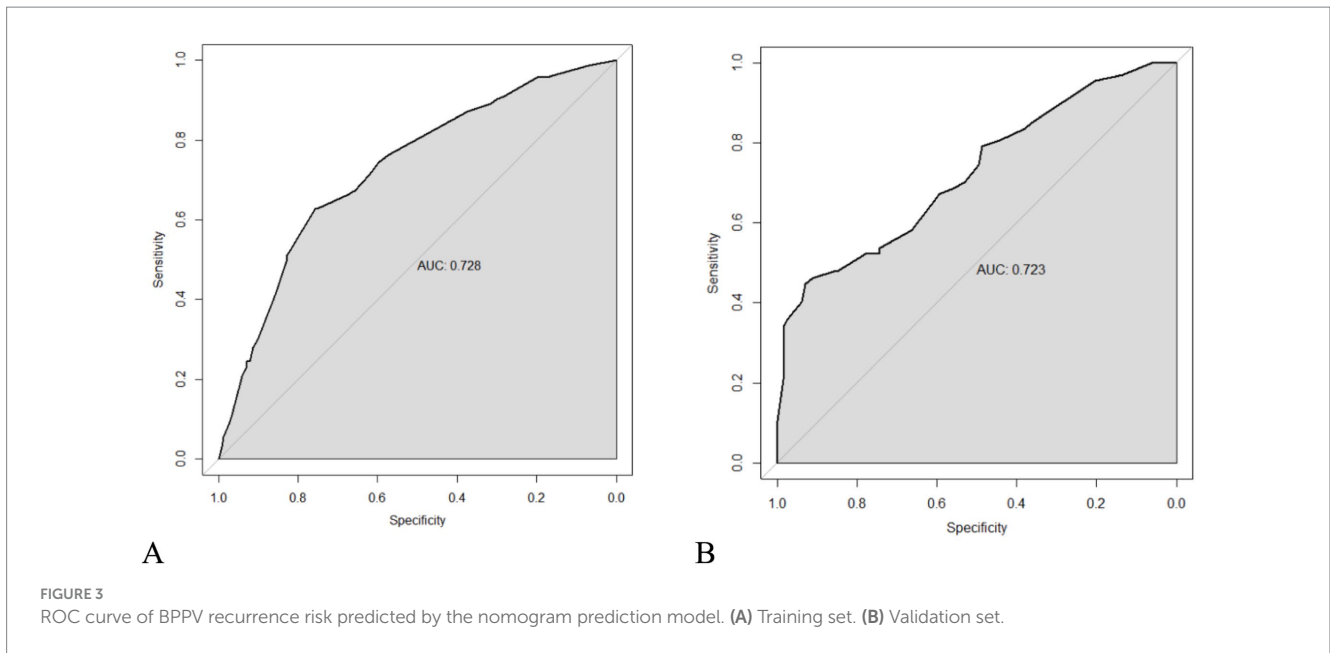 1.0
0.8
0.6
0.4
0.2
0.0
Sensitivity
AUC: 0.728
1.0 0.8 0.6 0.4 0.2 0.0
Specificity
A
1.0
0.8
0.6
0.4
0.2
0.0
Sensitivity
AUC: 0.723
1.0 0.8 0.6 0.4 0.2 0.0
Specificity
B
FIGURE 3
ROC curve of BPPV recurrence risk predicted by the nomogram prediction model. (A) Training set. (B) Validation set.